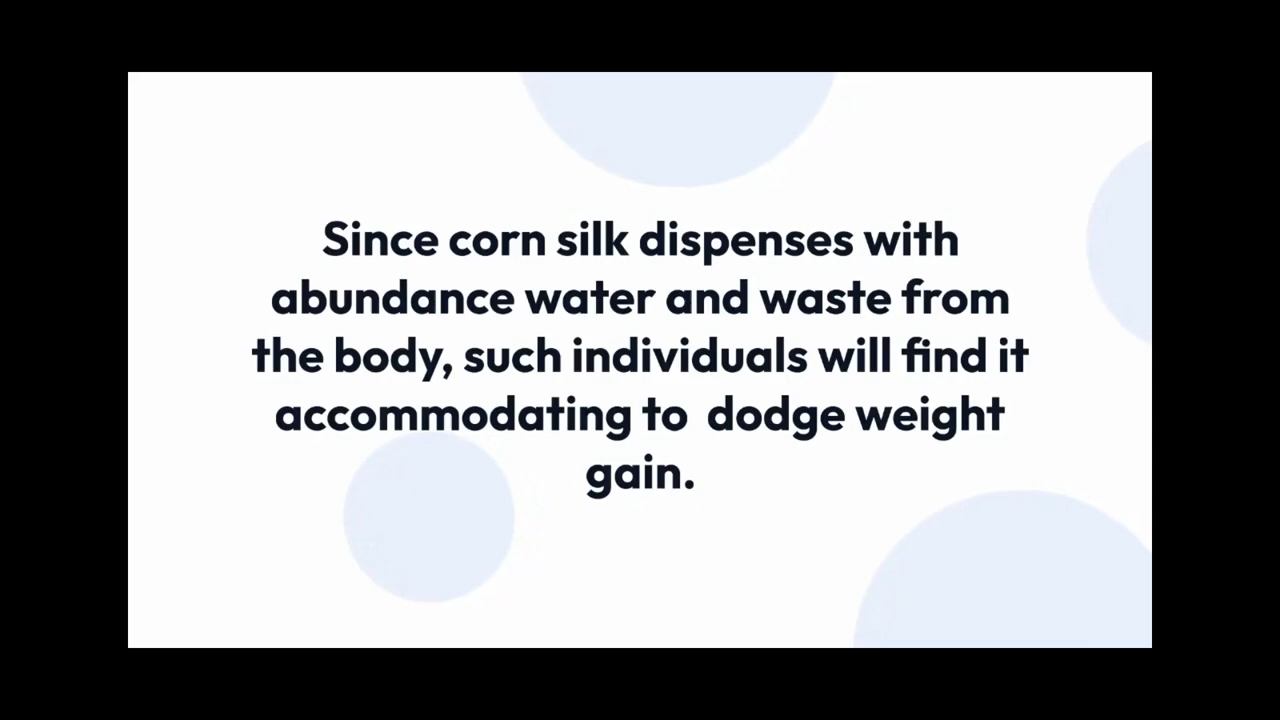 Since corn silk dispenses with
abundance water and waste from
the body, such individuals will find it
accommodating to  dodge weight
gain.